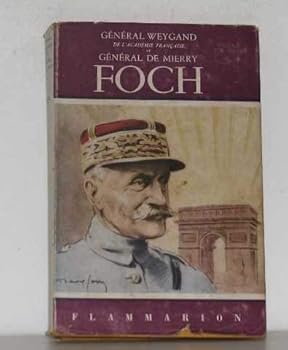 GÉNÉRAL WEYGAND
DE L'ACADÉMIE FRANÇAISE
et
GÉNÉRAL DE MIERRY
FOCH
FLAMMARION